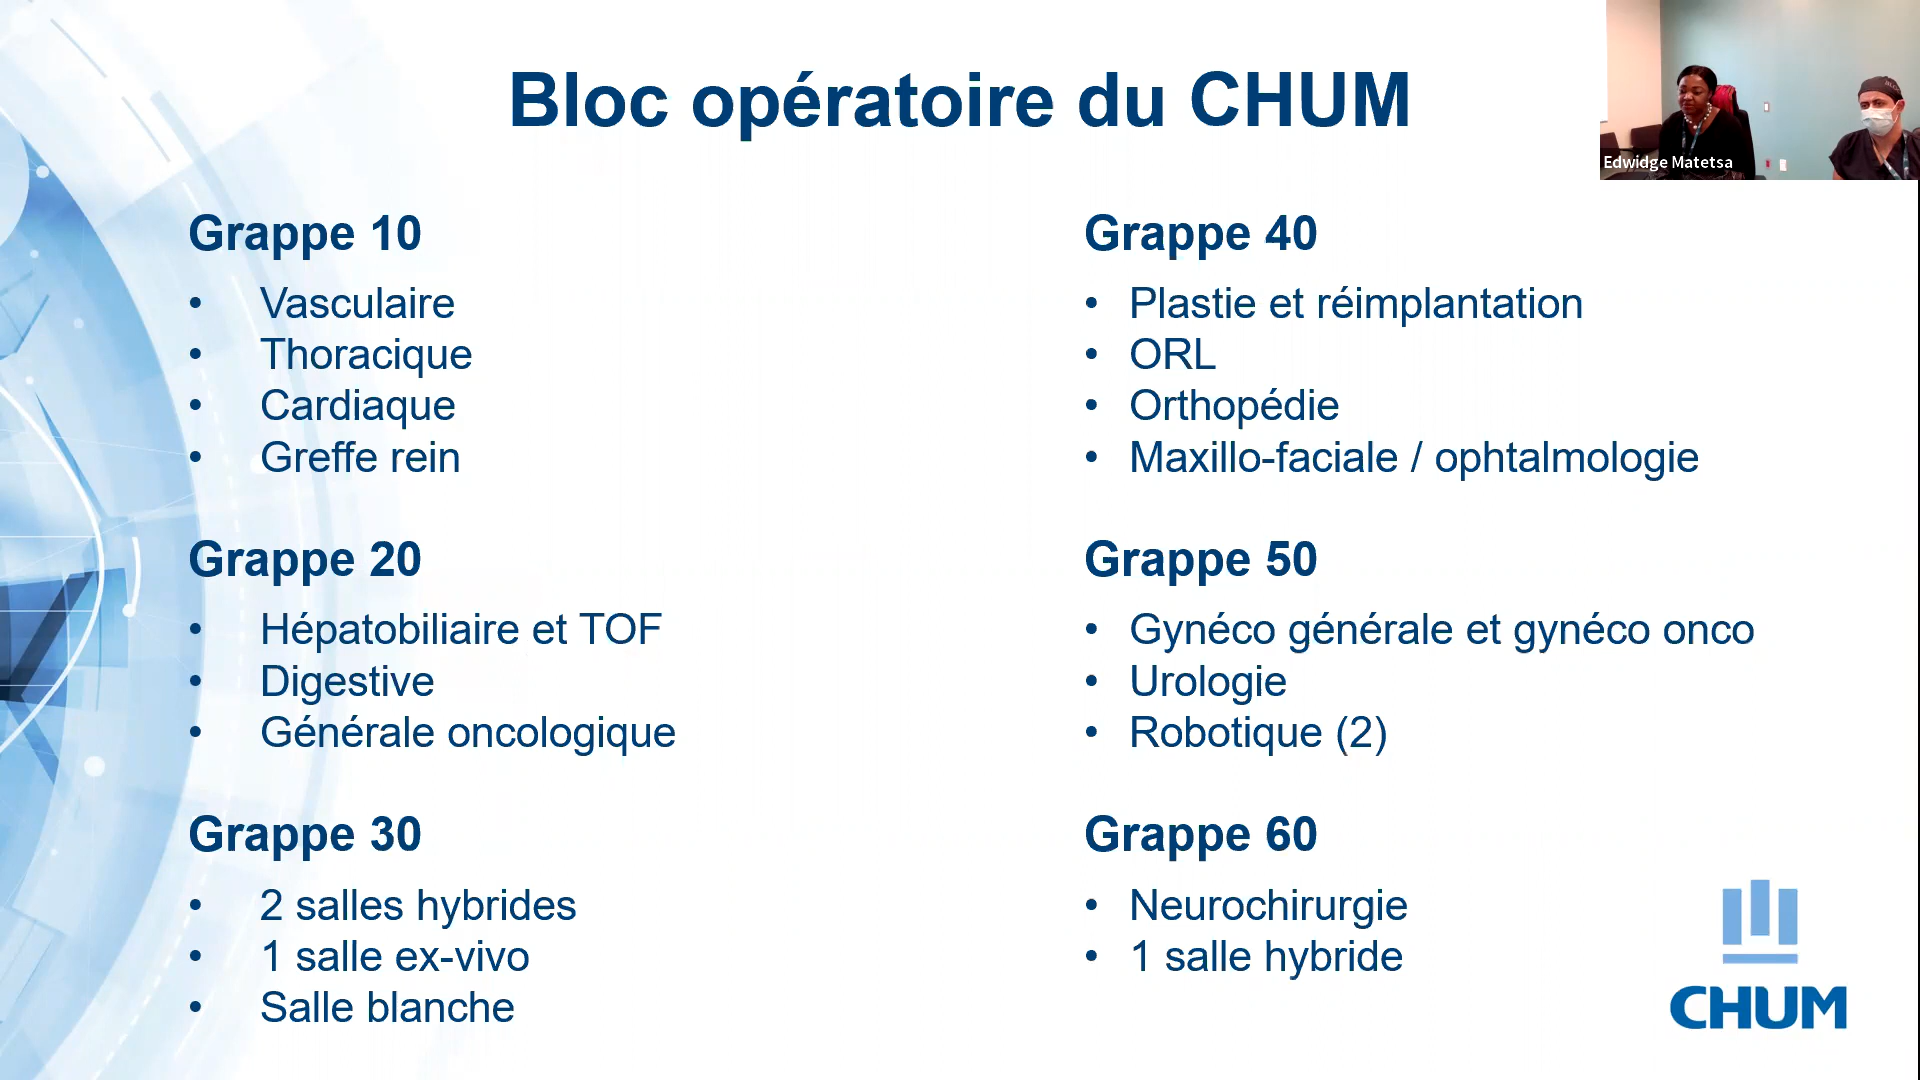 Bloc opératoire du CHUM
Edwidge Matetsa
Grappe 10
• Vasculaire
• Thoracique
• Cardiaque
• Greffe rein
Grappe 20
• Hépatobiliaire et TOF
• Digestive
• Générale oncologique
Grappe 30
• 2 salles hybrides
• 1 salle ex-vivo
• Salle blanche
Grappe 40
• Plastie et réimplantation
• ORL
• Orthopédie
• Maxillo-faciale / ophtalmologie
Grappe 50
• Gynéco générale et gynéco onco
• Urologie
• Robotique (2)
Grappe 60
• Neurochirurgie
• 1 salle hybride
CHUM